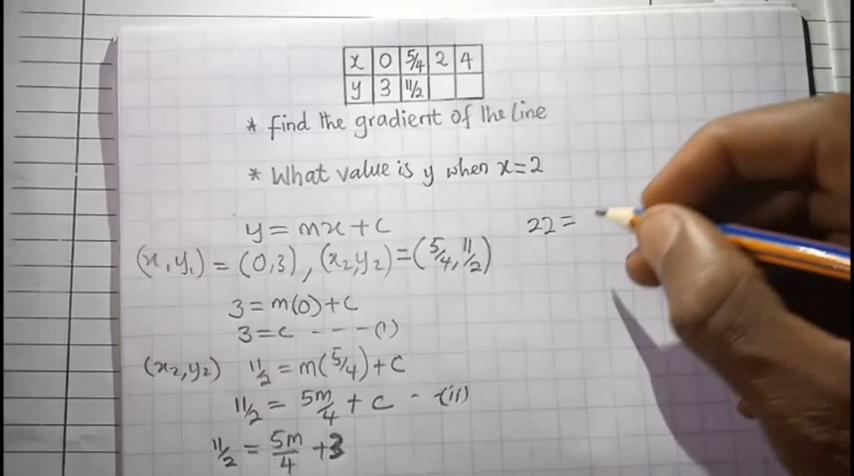 x 0 5/4 2 4
y 3 11/2
* find the gradient of the line
* What value is y when x=2
y = mx + c
(x,y₁) = (0,3), (x₂,y₂) = (5/4, 11/2)
3 = m(0) + c
3 = c - - - - (1)
(x₂,y₂) 11/2 = m(5/4) + c
11/2 = 5m/4 + c - - (ii)
11/2 = 5m/4 + 3
22 =